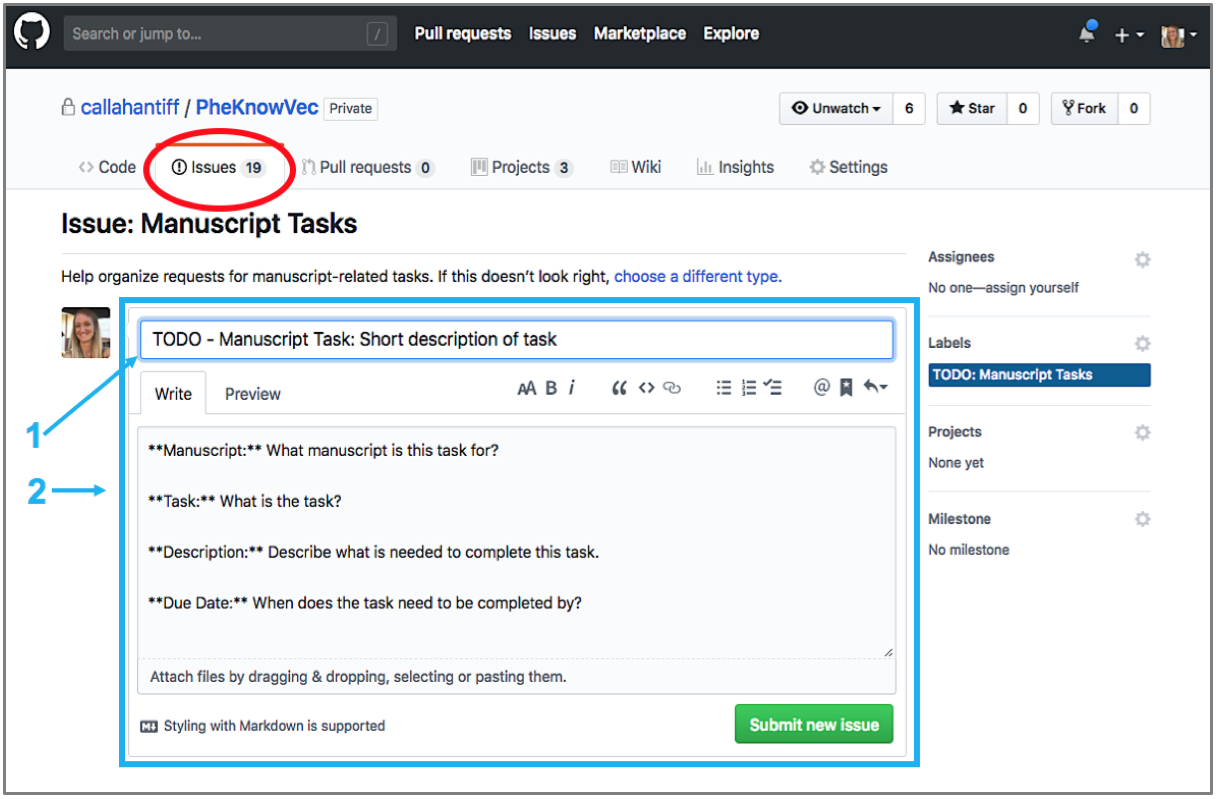 Search or jump to... / Pull requests Issues Marketplace Explore
callahantiff / PheKnowVec Private Unwatch 6 Star 0 Fork 0
Code Issues 19 Pull requests 0 Projects 3 Wiki Insights Settings
Issue: Manuscript Tasks
Help organize requests for manuscript-related tasks. If this doesn’t look right, choose a different type.
TODO - Manuscript Task: Short description of task
Write Preview
AA B i
1
2
**Manuscript:** What manuscript is this task for?
**Task:** What is the task?
**Description:** Describe what is needed to complete this task.
**Due Date:** When does the task need to be completed by?
Attach files by dragging & dropping, selecting or pasting them.
Styling with Markdown is supported
Submit new issue
Assignees
No one—assign yourself
Labels
TODO: Manuscript Tasks
Projects
None yet
Milestone
No milestone